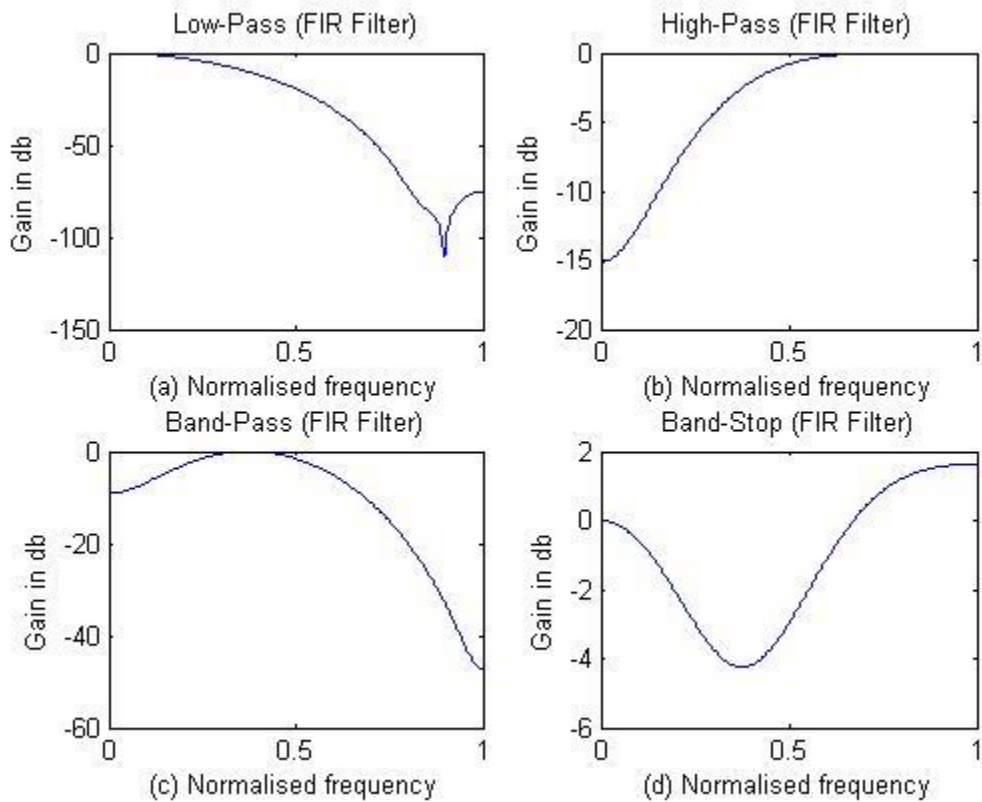 Low-Pass (FIR Filter)
0
-50
-100
-150
Gain in db
0
0.5
1
(a) Normalised frequency
High-Pass (FIR Filter)
0
-5
-10
-15
-20
Gain in db
0
0.5
1
(b) Normalised frequency
Band-Pass (FIR Filter)
0
-20
-40
-60
Gain in db
0
0.5
1
(c) Normalised frequency
Band-Stop (FIR Filter)
2
0
-2
-4
-6
Gain in db
0
0.5
1
(d) Normalised frequency